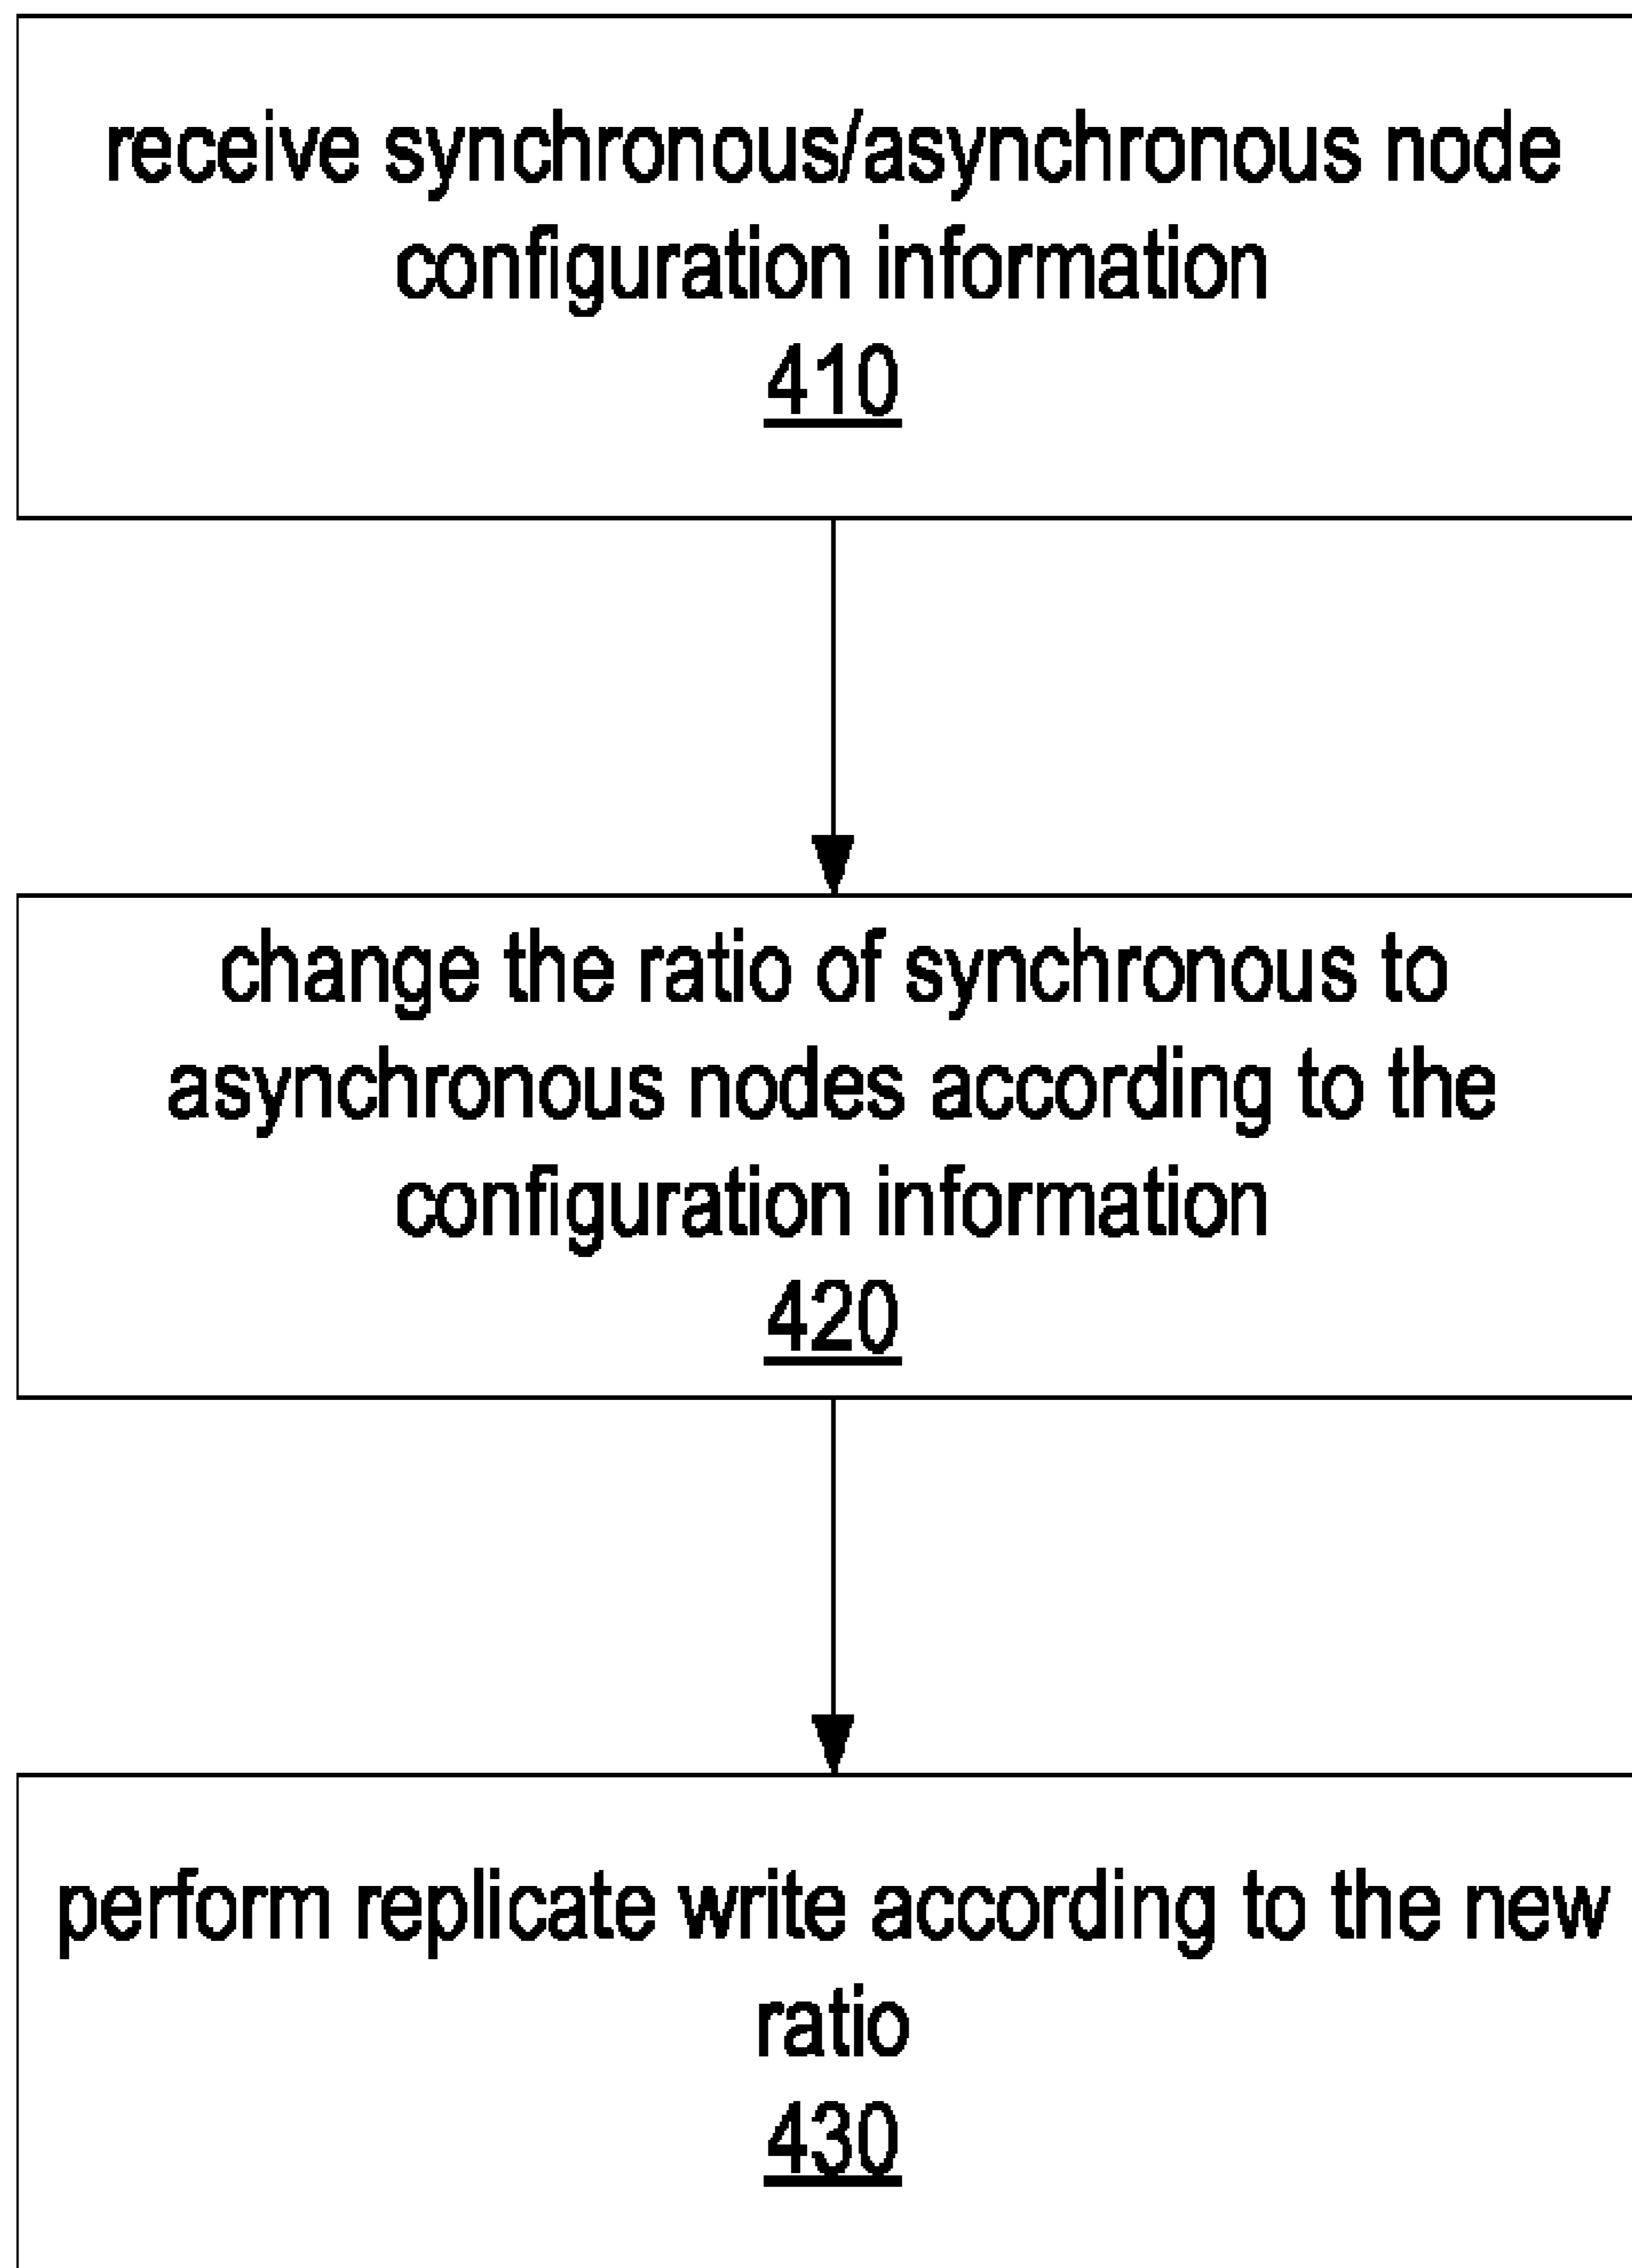 receive synchronous/asynchronous node
configuration information
410
change the ratio of synchronous to
asynchronous nodes according to the
configuration information
420
perform replicate write according to the new
ratio
430